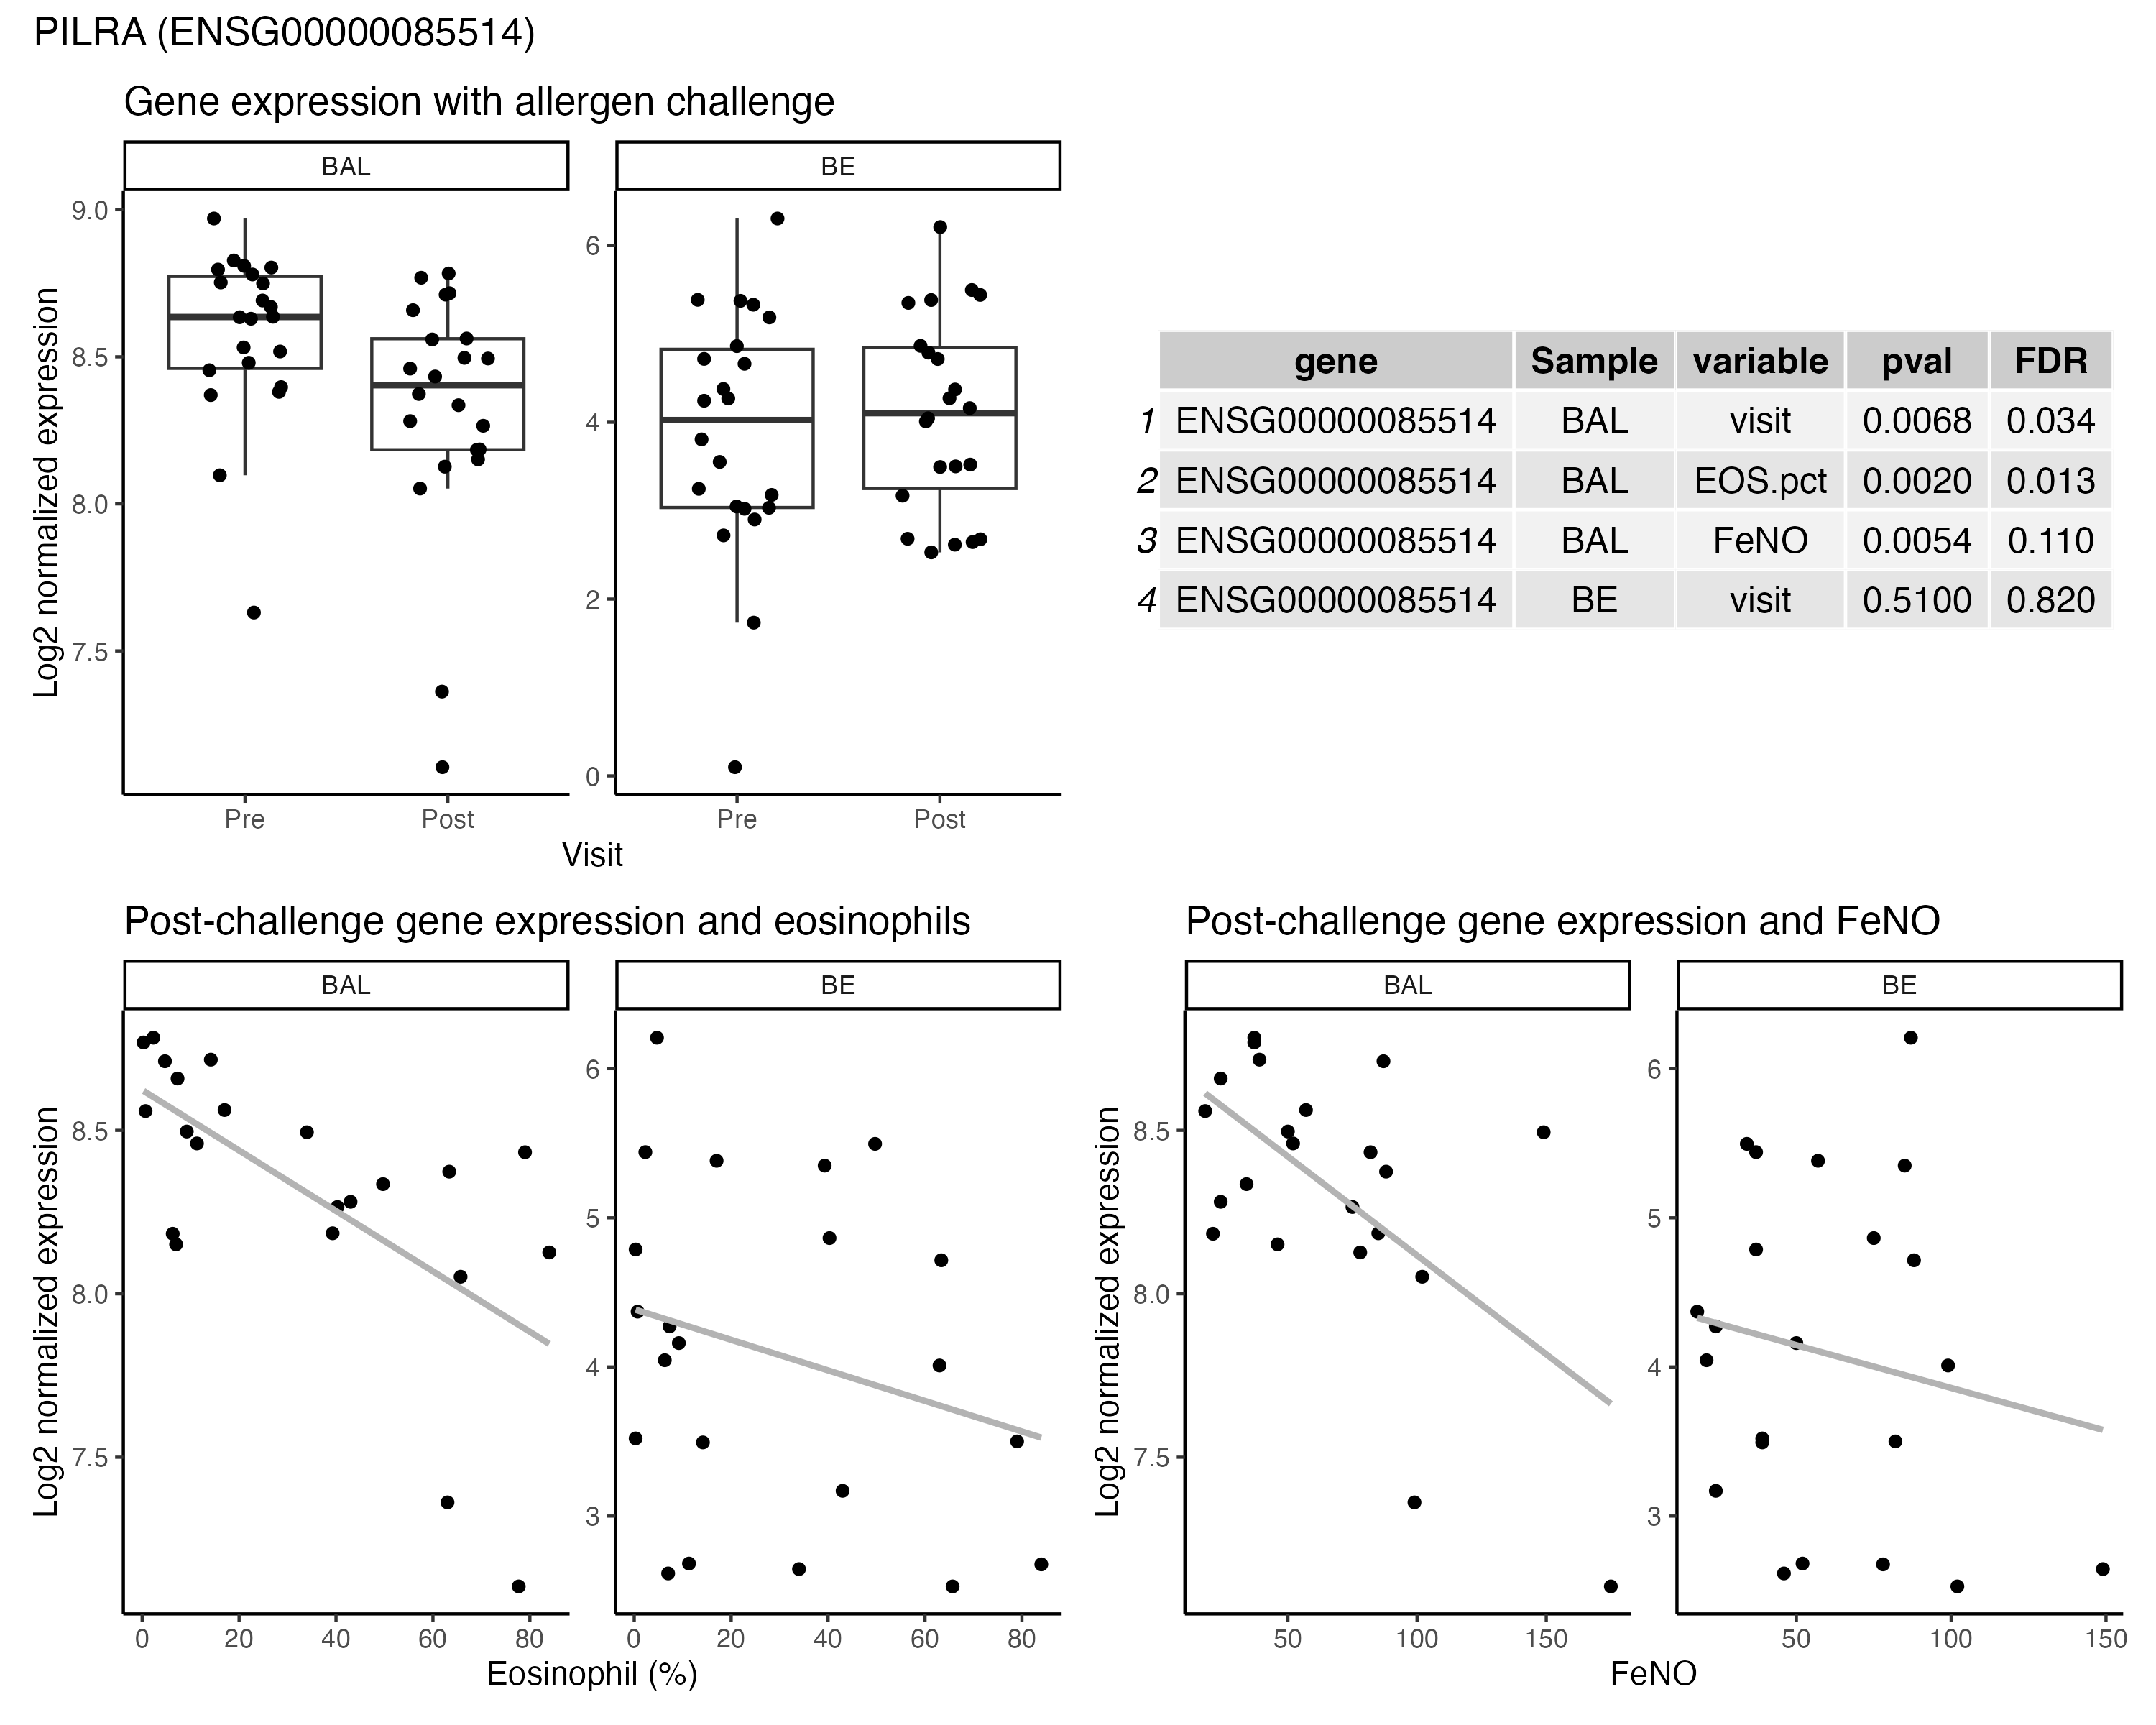 PILRA (ENSG00000085514)
Gene expression with allergen challenge
BAL
BE
Log2 normalized expression
9.0
8.5
8.0
7.5
6
4
2
0
Pre
Post
Pre
Post
Visit
gene Sample variable pval FDR
1 ENSG00000085514 BAL visit 0.0068 0.034
2 ENSG00000085514 BAL EOS.pct 0.0020 0.013
3 ENSG00000085514 BAL FeNO 0.0054 0.110
4 ENSG00000085514 BE visit 0.5100 0.820
Post-challenge gene expression and eosinophils
BAL
BE
Log2 normalized expression
8.5
8.0
7.5
6
5
4
3
0 20 40 60 80
0 20 40 60 80
Eosinophil (%)
Post-challenge gene expression and FeNO
BAL
BE
Log2 normalized expression
8.5
8.0
7.5
6
5
4
3
50 100 150
50 100 150
FeNO